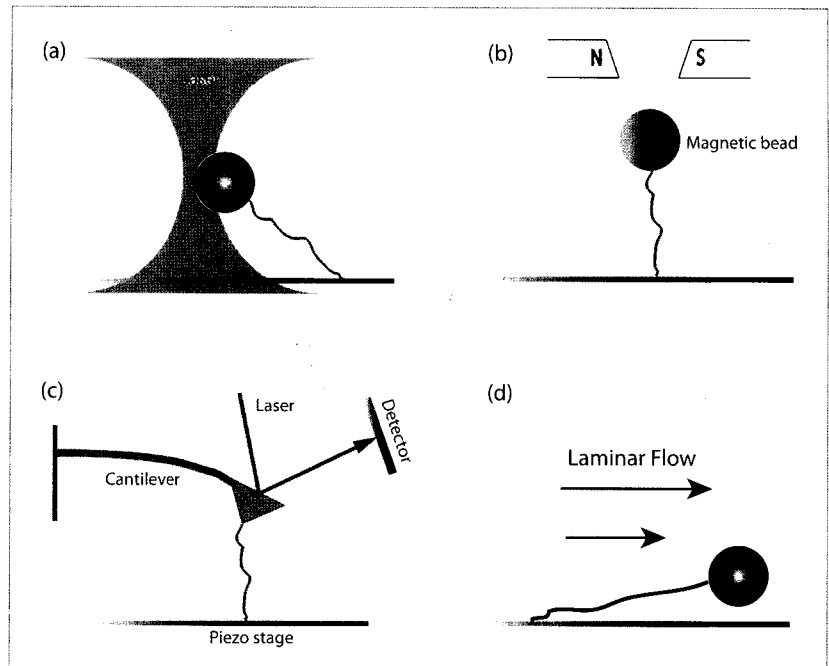 (a)
(b)
N S
Magnetic bead
(c)
Laser
Detector
Cantilever
Piezo stage
(d)
Laminar Flow